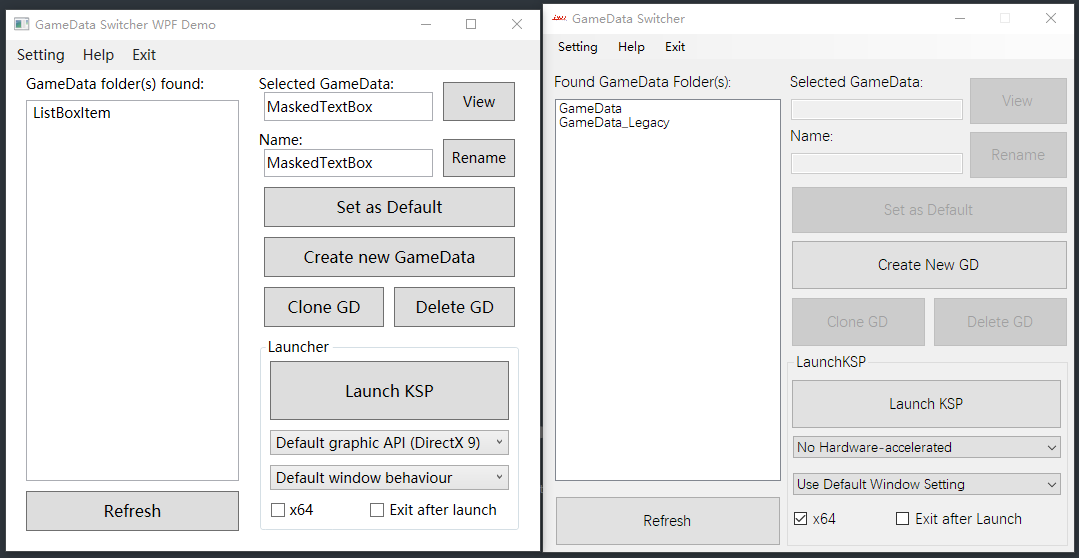 GameData Switcher WPF Demo
Setting Help Exit
GameData folder(s) found:
ListBoxItem
Refresh
Selected GameData:
MaskedTextBox
View
Name:
MaskedTextBox
Rename
Set as Default
Create new GameData
Clone GD
Delete GD
Launcher
Launch KSP
Default graphic API (DirectX 9)
Default window behaviour
x64
Exit after launch
GameData Switcher
Setting Help Exit
Found GameData Folder(s):
GameData
GameData_Legacy
Refresh
Selected GameData:
View
Name:
Rename
Set as Default
Create New GD
Clone GD
Delete GD
LaunchKSP
Launch KSP
No Hardware-accelerated
Use Default Window Setting
x64
Exit after Launch